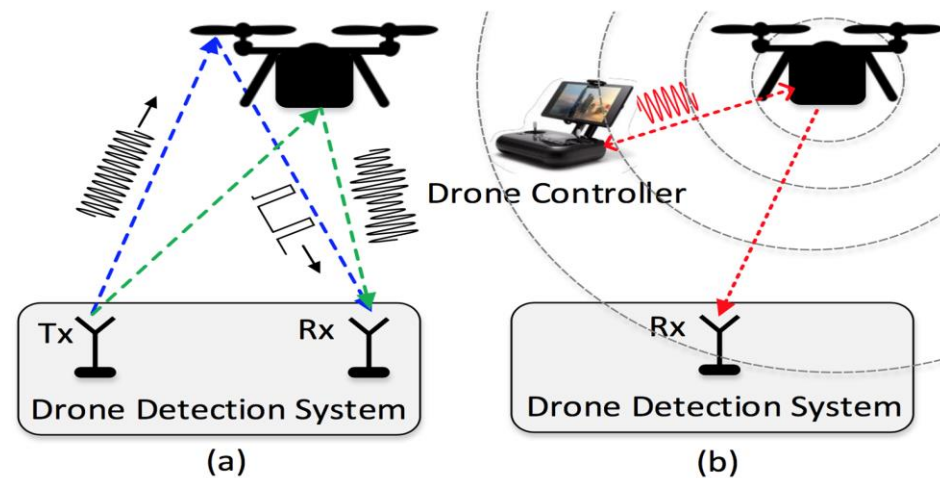 Tx
Rx
Drone Detection System
(a)
Drone Controller
Rx
Drone Detection System
(b)